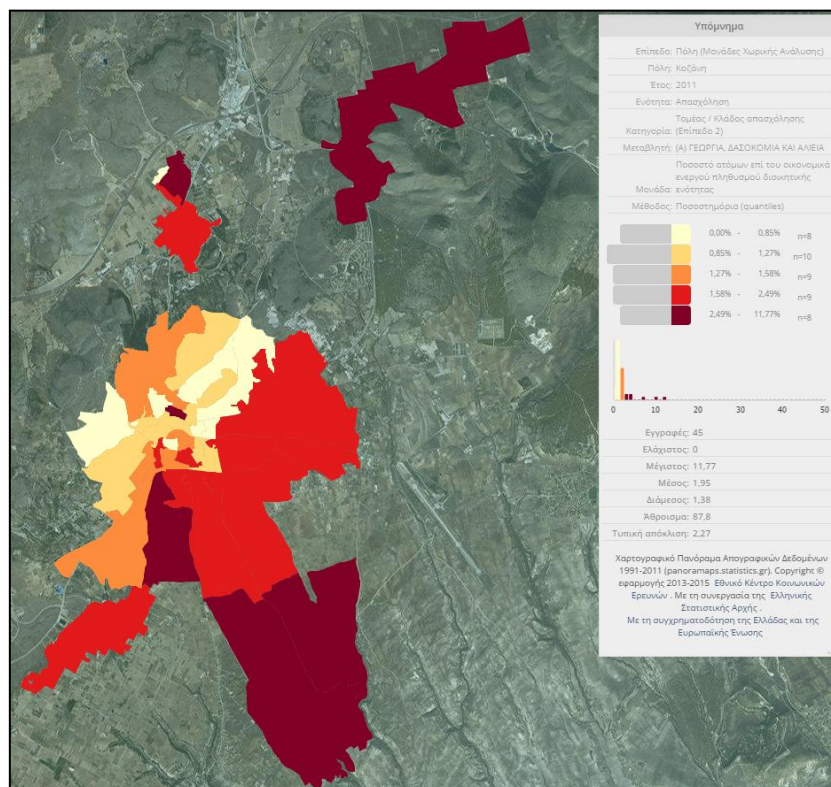 Υπόμνημα
Επίπεδο: Πόλη (Μονάδες Χωρικής Ανάλυσης)
Πόλη: Κοζάνη
Έτος: 2011
Ενότητα: Απασχόληση
Τομέας / Κλάδος απασχόλησης
Κατηγορία: (Επίπεδο 2)
Μεταβλητή: (Α) ΓΕΩΡΓΙΑ, ΔΑΣΟΚΟΜΙΑ ΚΑΙ ΑΛΙΕΙΑ
Ποσοστό ατόμων επί του οικονομικά
ενεργού πληθυσμού διοικητικής
Μονάδα: ενότητας
Μέθοδος: Ποσοστημόρια (quantiles)
0,00% - 0,85% n=8
0,85% - 1,27% n=10
1,27% - 1,58% n=9
1,58% - 2,49% n=9
2,49% - 11,77% n=8
0 10 20 30 40 50
Εγγραφές: 45
Ελάχιστο: 0
Μέγιστο: 11,77
Μέσος: 1,95
Διάμεσος: 1,38
Άθροισμα: 87,8
Τυπική απόκλιση: 2,27
Χαρτογραφικό Πανόραμα Απογραφικών Δεδομένων
1991-2011 (panoramaps.statistics.gr). Copyright ©
εφαρμογής 2013-2015 Εθνικό Κέντρο Κοινωνικών
Ερευνών . Με τη συνεργασία της Ελληνικής
Στατιστικής Αρχής .
Με τη συγχρηματοδότηση της Ελλάδας και της
Ευρωπαϊκής Ένωσης